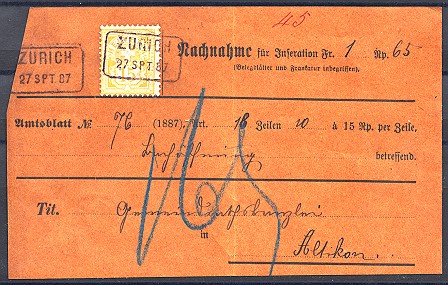 45
ZURICH
27 SPT 87
ZURICH
27 SPT 87
Nachnahme für Inseration Fr. 1 Rp. 65
(Belegblätter und Frankatur inbegriffen).
Amtsblatt № 76 (1887), Art. 18 Zeilen 10 à 15 Rp. per Zeile,
betreffend.
Tit. Gemeindrathskanzlei
in
Altikon.